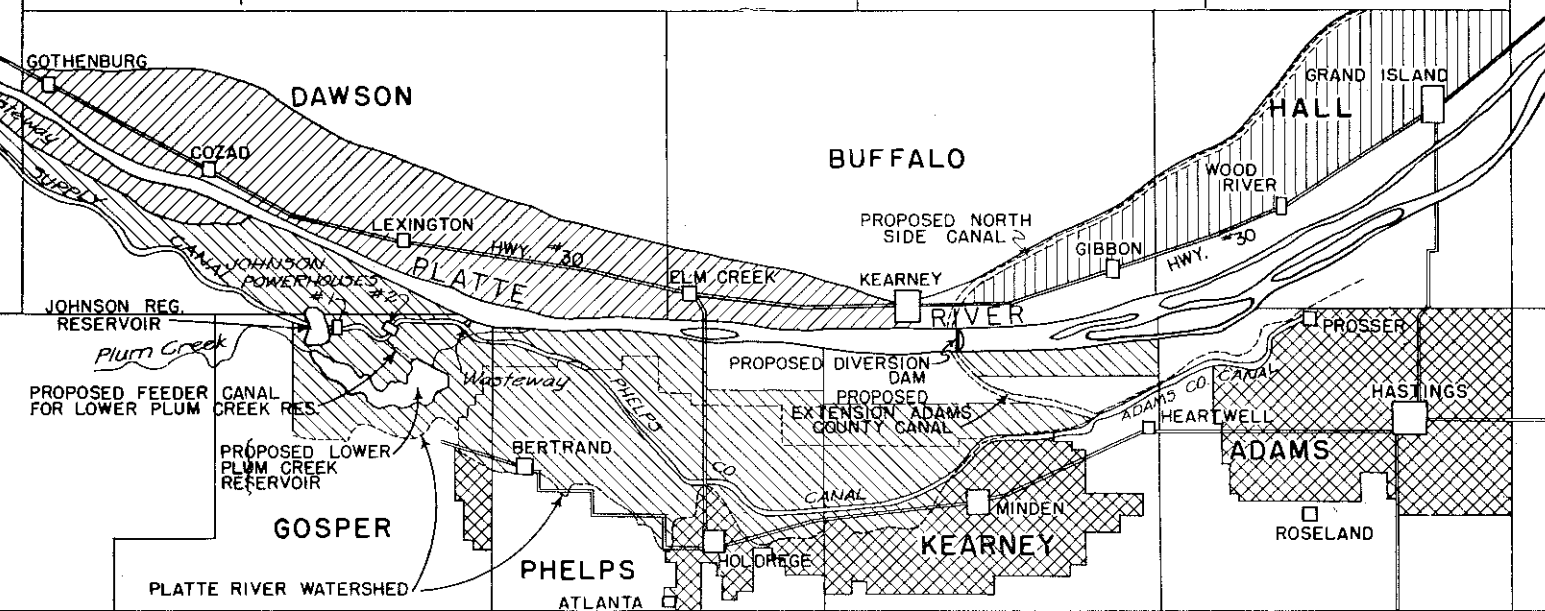 GOTHENBURG
DAWSON
GRAND ISLAND
HALL
COZAD
BUFFALO
WOOD
RIVER
SUPPLY
CANAL
LEXINGTON
HWY. #30
PROPOSED NORTH
SIDE CANAL
GIBBON
HWY. #30
JOHNSON
POWERHOUSES
#1 #2
PLATTE
ELM CREEK
KEARNEY
RIVER
JOHNSON REG.
RESERVOIR
Plum Creek
PROSSER
PROPOSED DIVERSION
DAM
PROPOSED FEEDER CANAL
FOR LOWER PLUM CREEK RES.
Wasteway
PHELPS
PROPOSED
EXTENSION ADAMS
COUNTY CANAL
ADAMS CO. CANAL
HASTINGS
HEARTWELL
PROPOSED LOWER
PLUM CREEK
RESERVOIR
BERTRAND
ADAMS
CO.
CANAL
MINDEN
GOSPER
ROSELAND
KEARNEY
HOLDREGE
PHELPS
PLATTE RIVER WATERSHED
ATLANTA